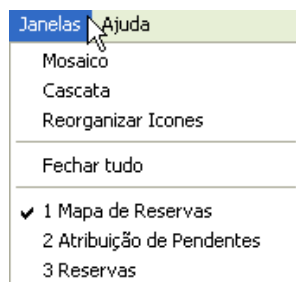 Janelas Ajuda
Mosaico
Cascata
Reorganizar Icones
Fechar tudo
1 Mapa de Reservas
2 Atribuição de Pendentes
3 Reservas